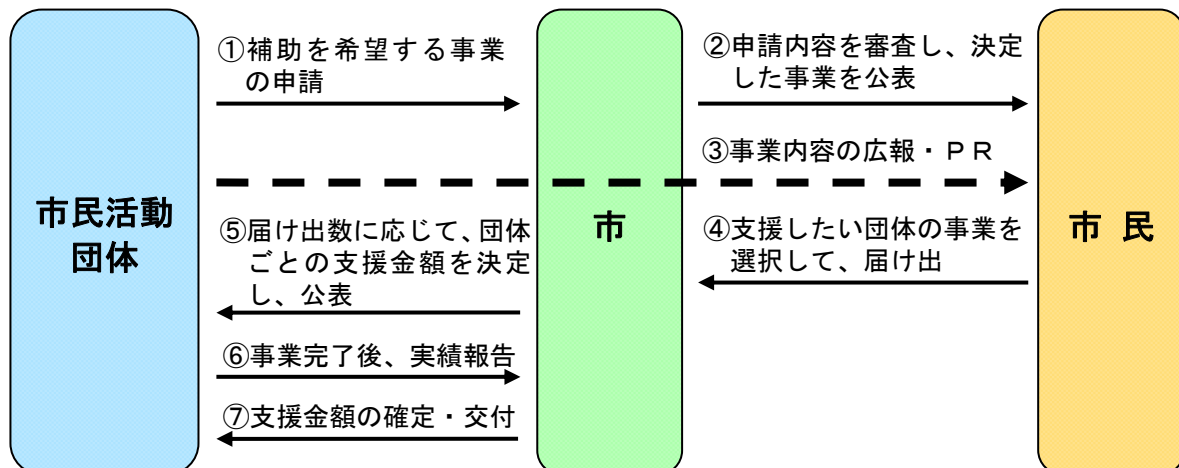 ①補助を希望する事業
の申請
②申請内容を審査し、決定
した事業を公表
③事業内容の広報・ＰＲ
市民活動
団体
市
市 民
⑤届け出数に応じて、団体
ごとの支援金額を決定
し、公表
④支援したい団体の事業を
選択して、届け出
⑥事業完了後、実績報告
⑦支援金額の確定・交付